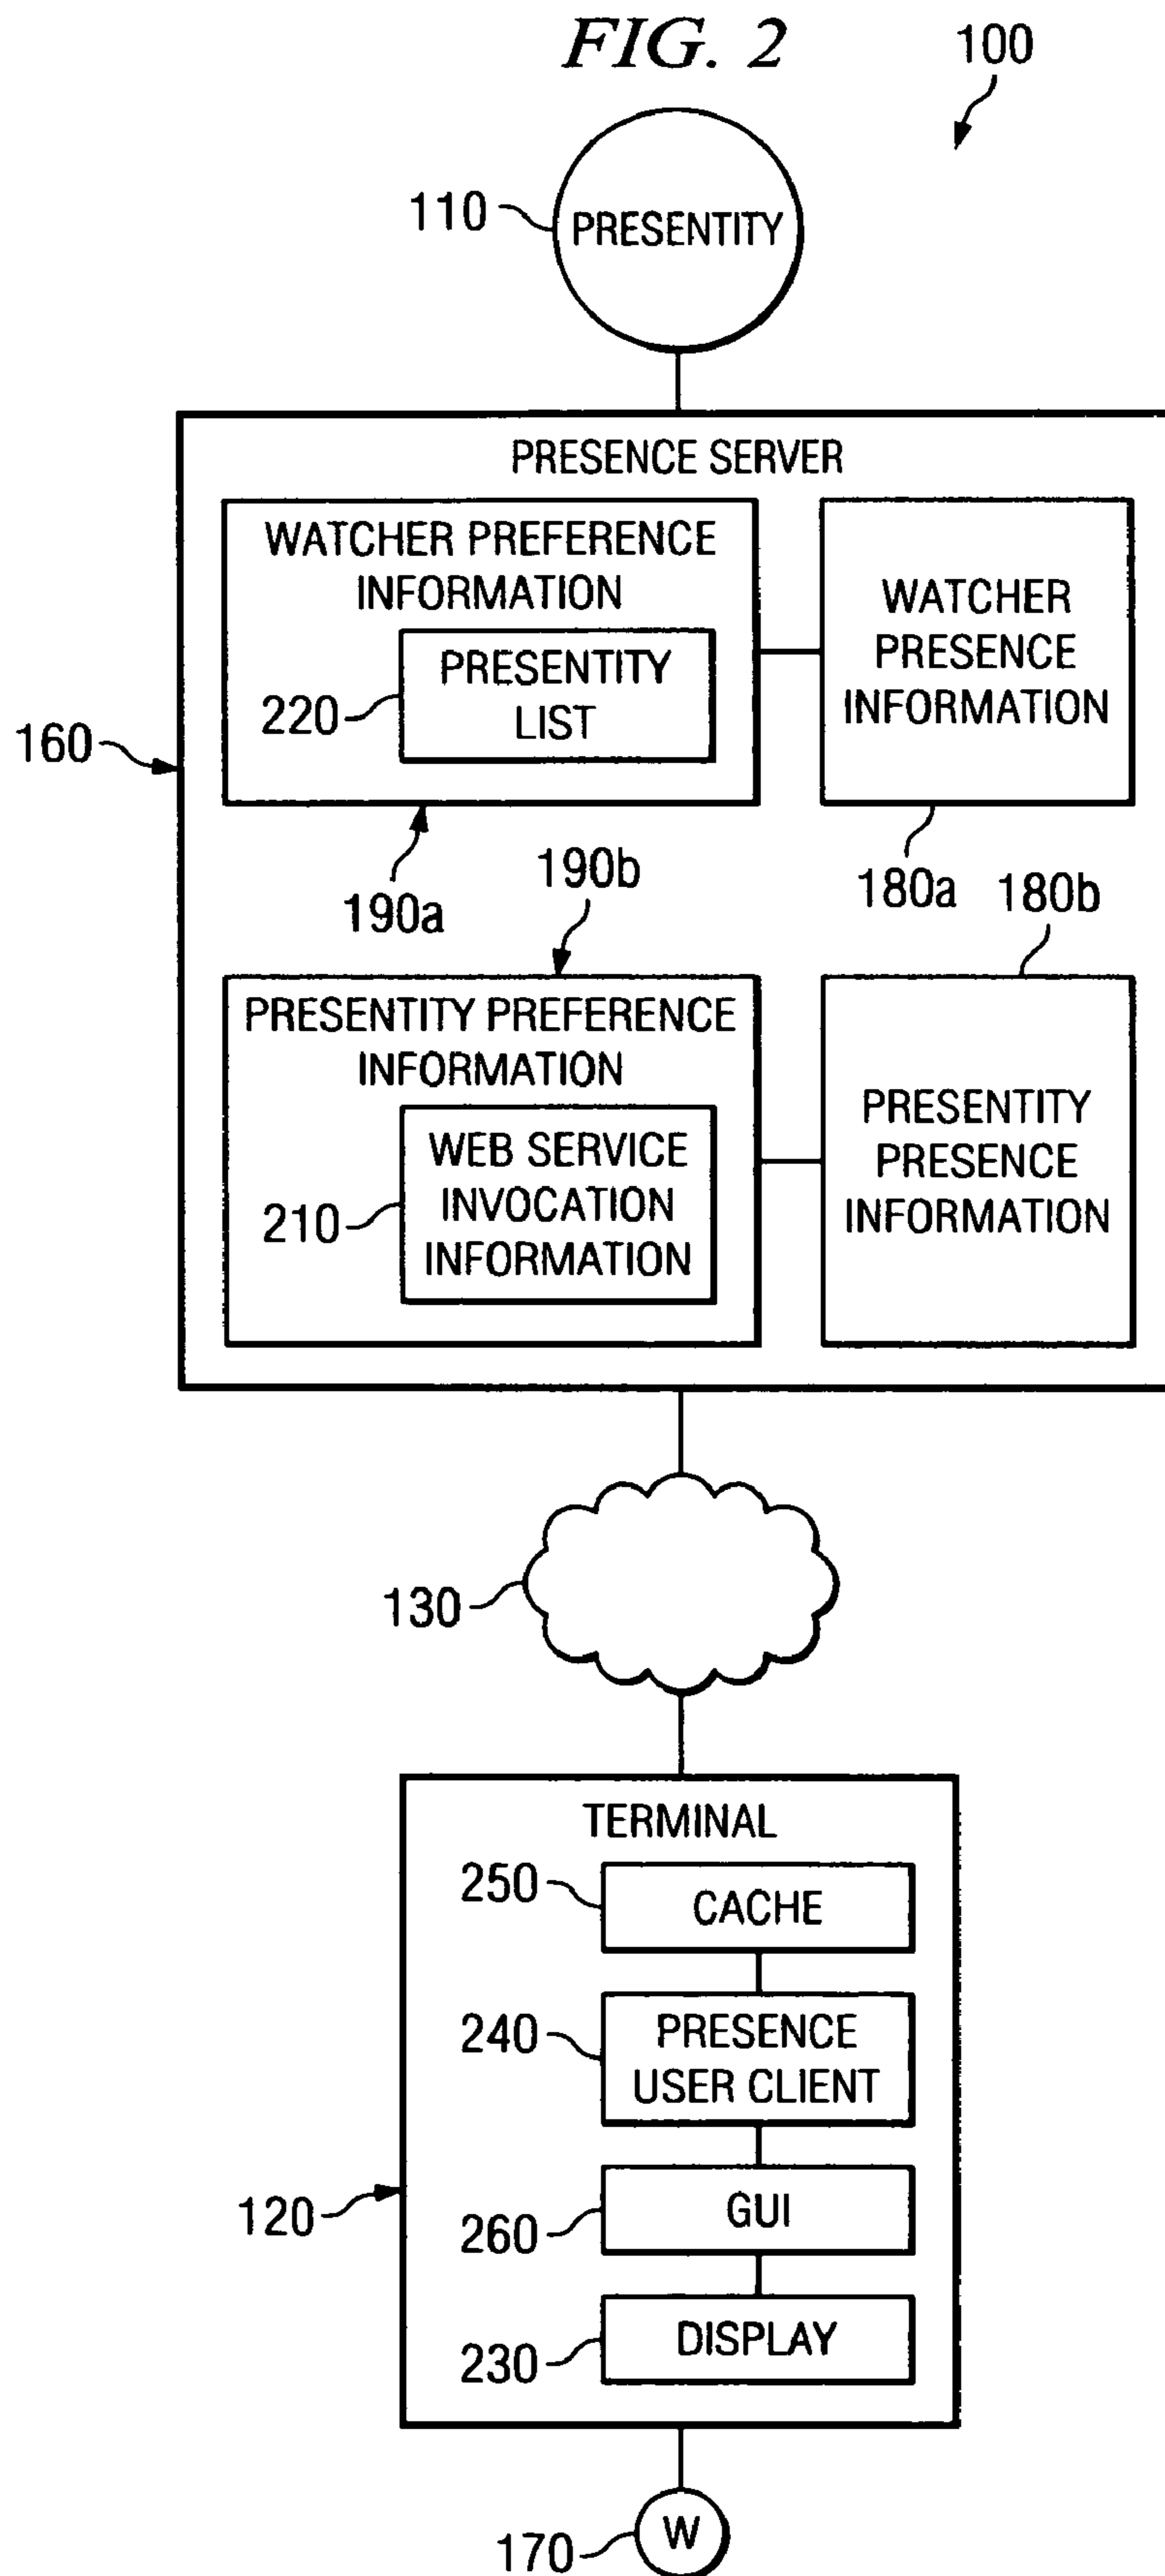 FIG. 2
100
110
PRESENTITY
PRESENCE SERVER
WATCHER PREFERENCE
INFORMATION
PRESENTITY
LIST
220
WATCHER
PRESENCE
INFORMATION
160
190a
190b
180a
180b
PRESENTITY PREFERENCE
INFORMATION
WEB SERVICE
INVOCATION
INFORMATION
210
PRESENTITY
PRESENCE
INFORMATION
130
TERMINAL
250
CACHE
240
PRESENCE
USER CLIENT
120
260
GUI
230
DISPLAY
170
W